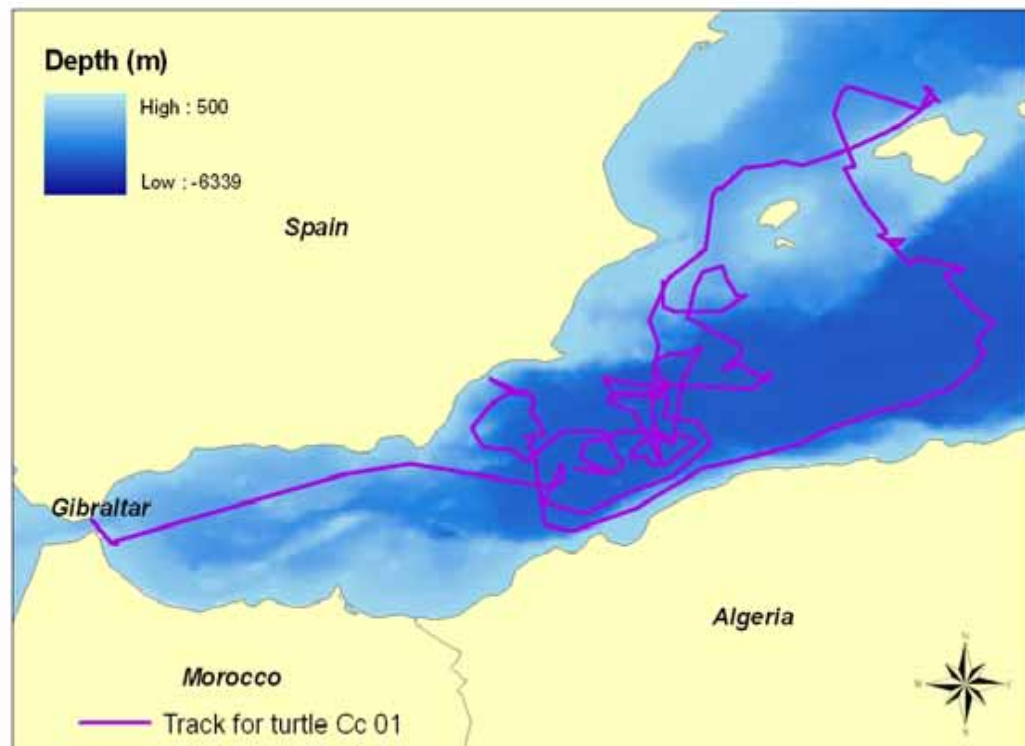 Depth (m)
High : 500
Low : -6339
Spain
Gibraltar
Algeria
Morocco
Track for turtle Cc 01
N